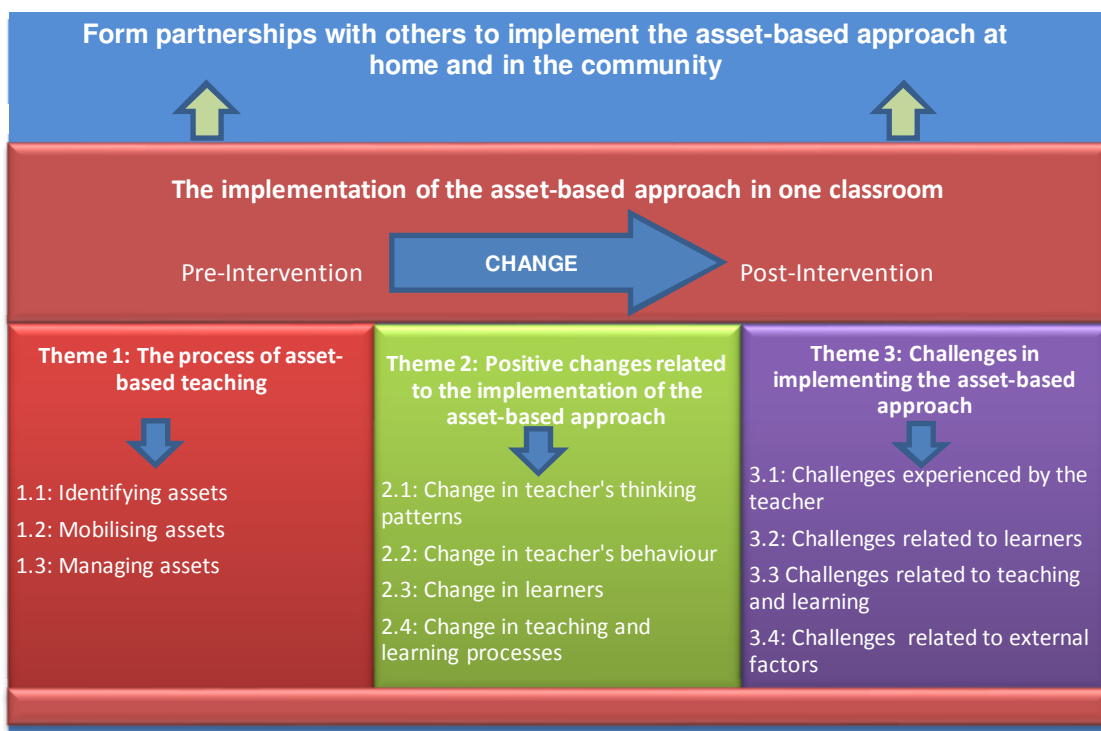 Form partnerships with others to implement the asset-based approach at
home and in the community
The implementation of the asset-based approach in one classroom
Pre-Intervention
CHANGE
Post-Intervention
Theme 1: The process of asset-
based teaching
1.1: Identifying assets
1.2: Mobilising assets
1.3: Managing assets
Theme 2: Positive changes related
to the implementation of the
asset-based approach
2.1: Change in teacher's thinking
patterns
2.2: Change in teacher's behaviour
2.3: Change in learners
2.4: Change in teaching and
learning processes
Theme 3: Challenges in
implementing the asset-based
approach
3.1: Challenges experienced by the
teacher
3.2: Challenges related to learners
3.3 Challenges related to teaching
and learning
3.4: Challenges related to external
factors